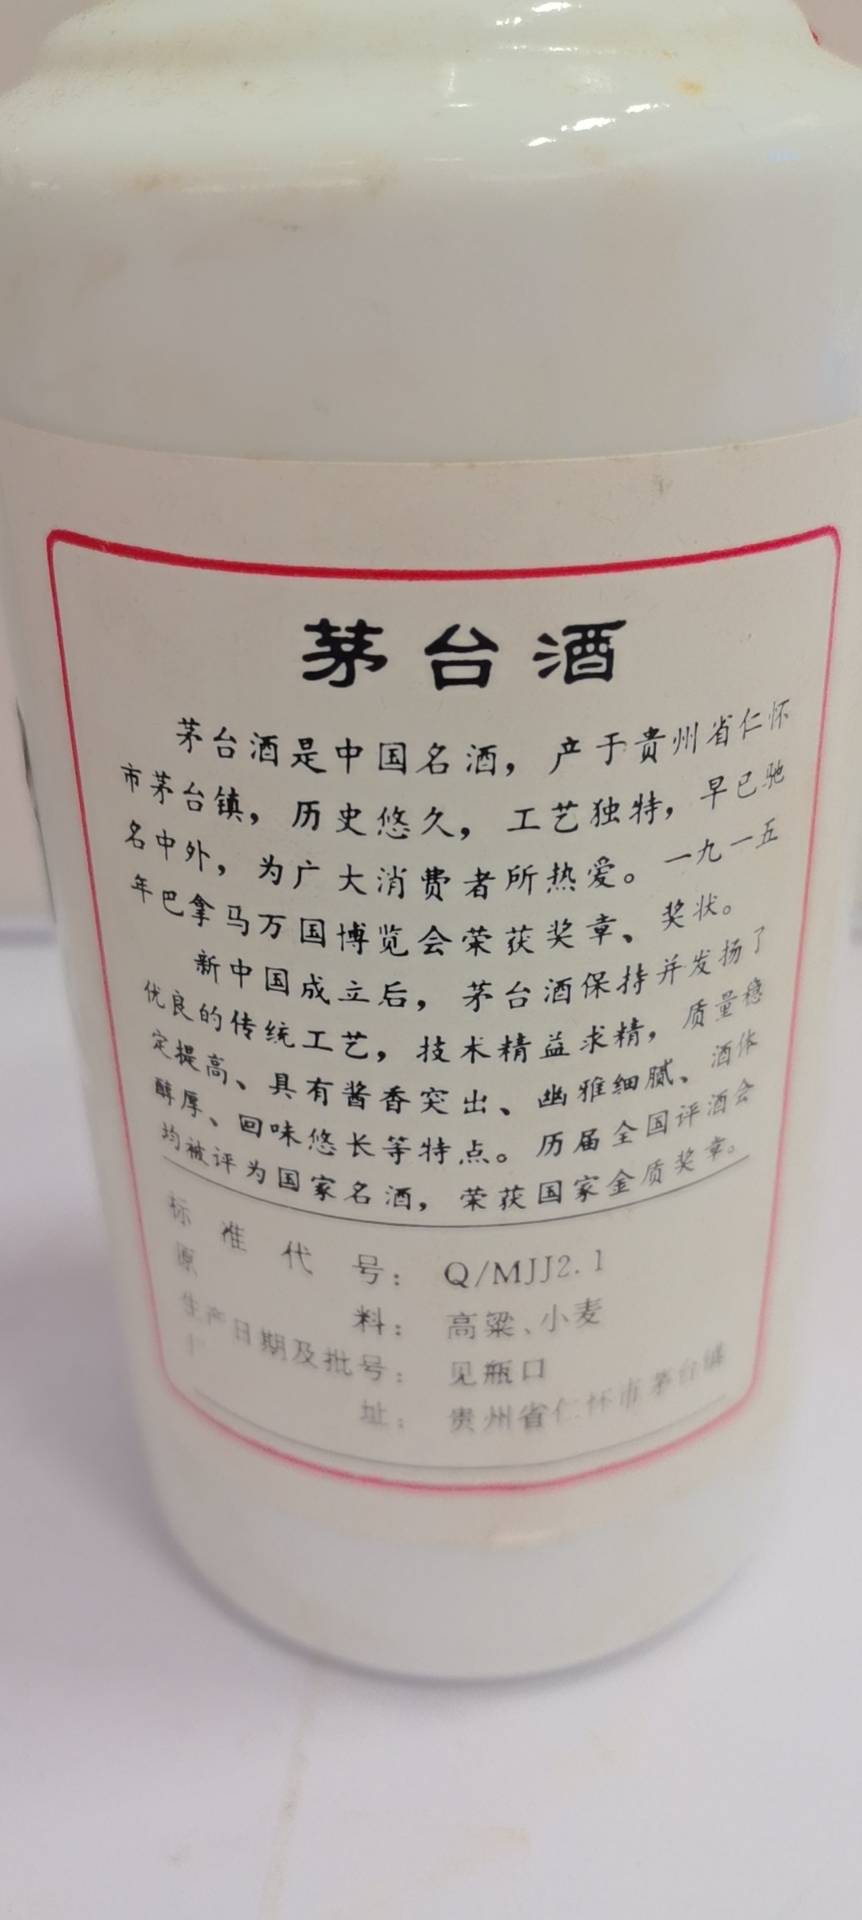 茅台酒
茅台酒是中国名酒，产于贵州省仁怀
市茅台镇，历史悠久，工艺独特，早已驰
名中外，为广大消费者所热爱。一九一五
年巴拿马万国博览会荣获奖章、奖状。
新中国成立后，茅台酒保持并发扬了
优良的传统工艺，技术精益求精，质量稳
定提高、具有酱香突出、幽雅细腻、酒体
醇厚、回味悠长等特点。历届全国评酒会
均被评为国家名酒，荣获国家金质奖章。
标准代号：Q/MJJ2.1
原料：高粱、小麦
生产日期及批号：见瓶口
址：贵州省仁怀市茅台镇